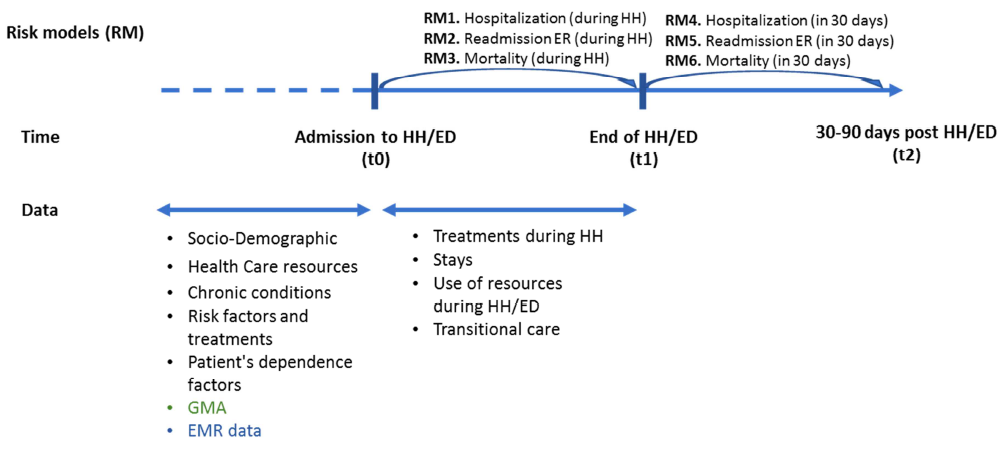 Risk models (RM)
RM1. Hospitalization (during HH)
RM2. Readmission ER (during HH)
RM3. Mortality (during HH)
RM4. Hospitalization (in 30 days)
RM5. Readmission ER (in 30 days)
RM6. Mortality (in 30 days)
Time
Admission to HH/ED
(t0)
End of HH/ED
(t1)
30-90 days post HH/ED
(t2)
Data
• Socio-Demographic
• Health Care resources
• Chronic conditions
• Risk factors and
treatments
• Patient's dependence
factors
• GMA
• EMR data
• Treatments during HH
• Stays
• Use of resources
during HH/ED
• Transitional care